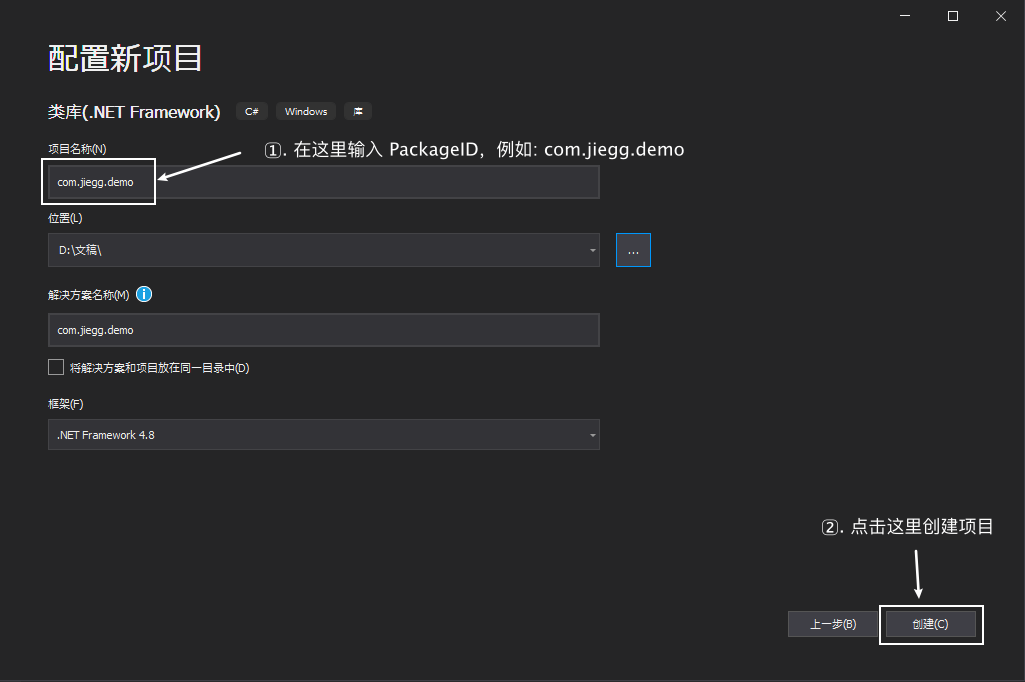 配置新项目
类库(.NET Framework) C# Windows 库
项目名称(N)
①. 在这里输入 PackageID，例如: com.jiegg.demo
com.jiegg.demo
位置(L)
D:\文稿\
...
解决方案名称(M) i
com.jiegg.demo
将解决方案和项目放在同一目录中(D)
框架(F)
.NET Framework 4.8
②. 点击这里创建项目
上一步(B) 创建(C)